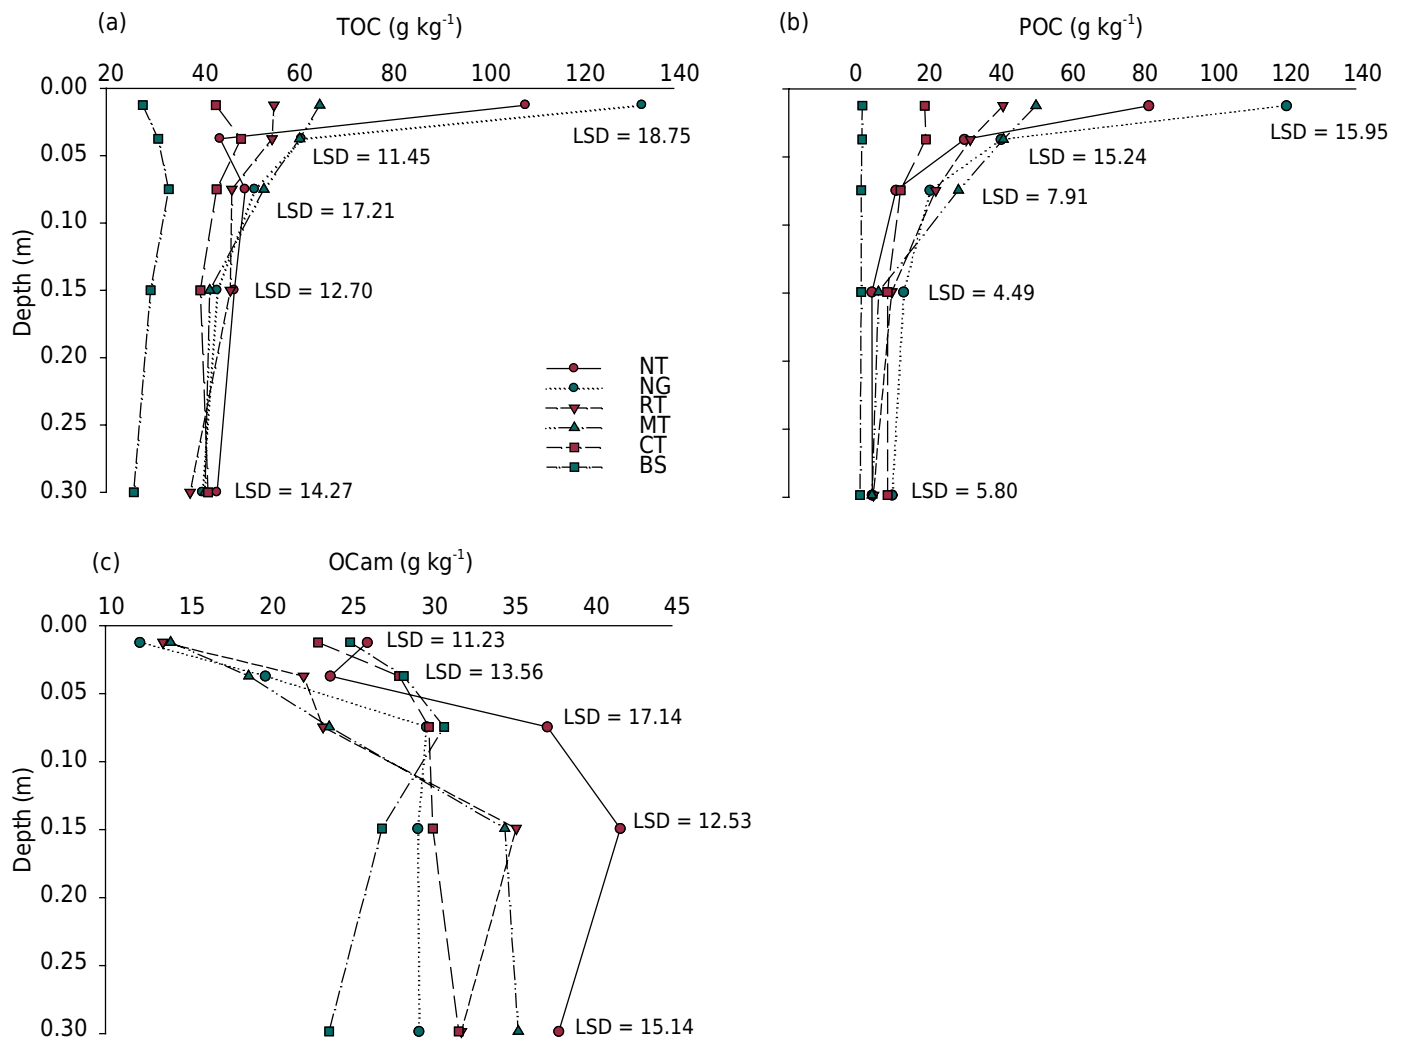 (a)
TOC (g kg-1)
20 40 60 80 100 120 140
0.00
0.05
0.10
0.15
0.20
0.25
0.30
Depth (m)
LSD = 18.75
LSD = 11.45
LSD = 17.21
LSD = 12.70
LSD = 14.27
NT
NG
RT
MT
CT
BS
(b)
POC (g kg-1)
0 20 40 60 80 100 120 140
LSD = 15.95
LSD = 15.24
LSD = 7.91
LSD = 4.49
LSD = 5.80
(c)
OCam (g kg-1)
10 15 20 25 30 35 40 45
0.00
0.05
0.10
0.15
0.20
0.25
0.30
Depth (m)
LSD = 11.23
LSD = 13.56
LSD = 17.14
LSD = 12.53
LSD = 15.14